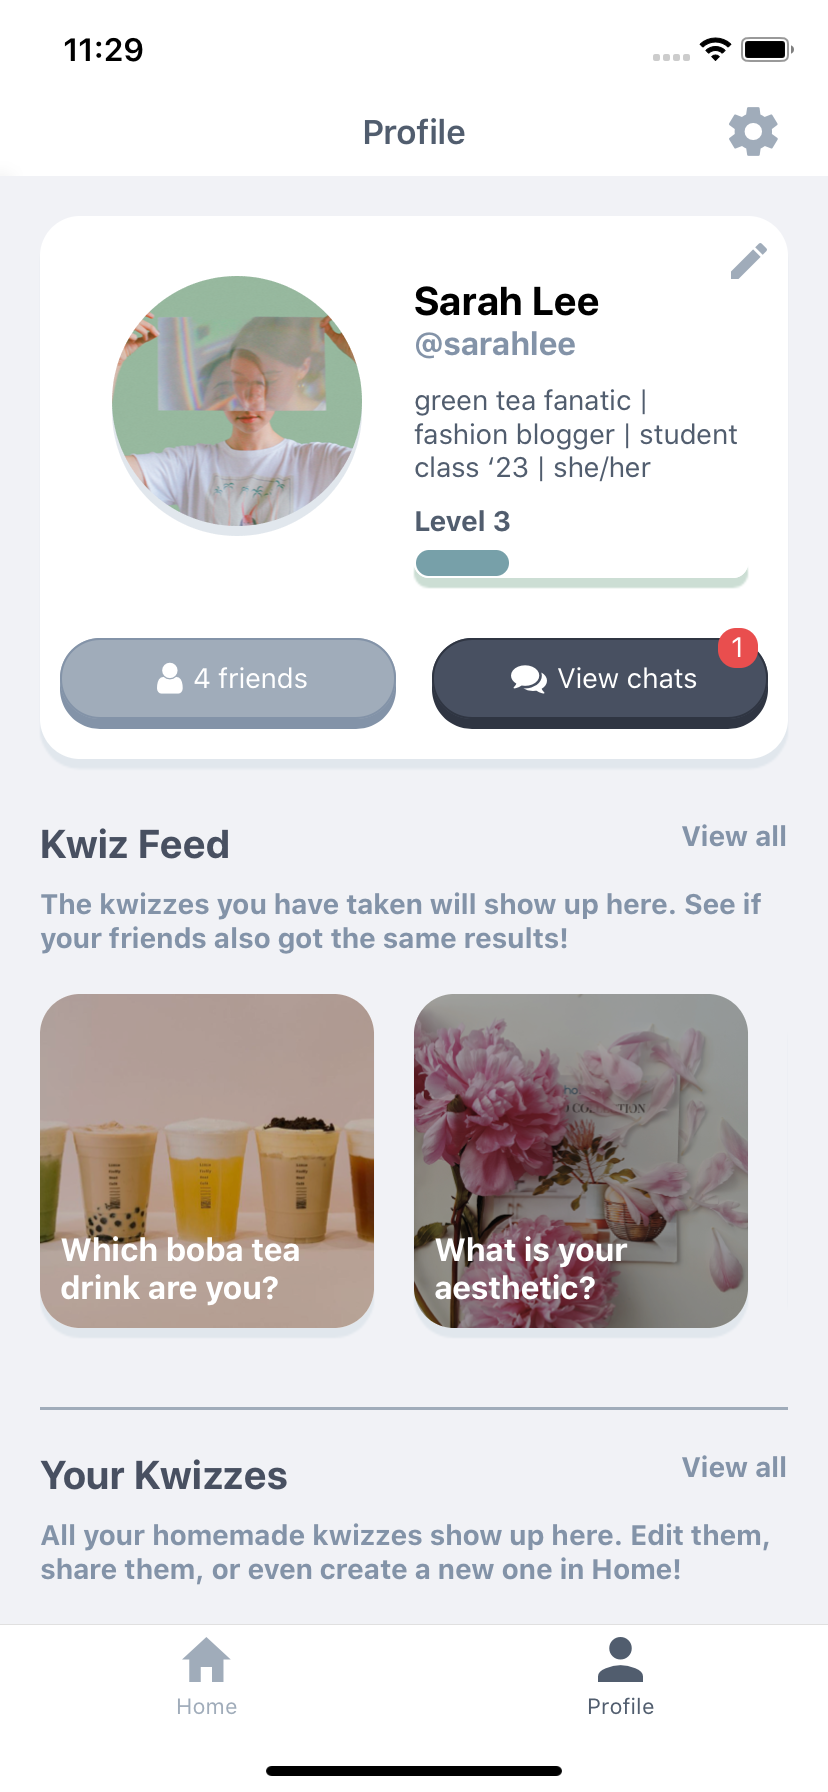 11:29
Profile
Sarah Lee
@sarahlee
green tea fanatic |
fashion blogger | student
class ‘23 | she/her
Level 3
4 friends
View chats
1
Kwiz Feed
View all
The kwizzes you have taken will show up here. See if
your friends also got the same results!
Which boba tea
drink are you?
What is your
aesthetic?
Your Kwizzes
View all
All your homemade kwizzes show up here. Edit them,
share them, or even create a new one in Home!
Home
Profile